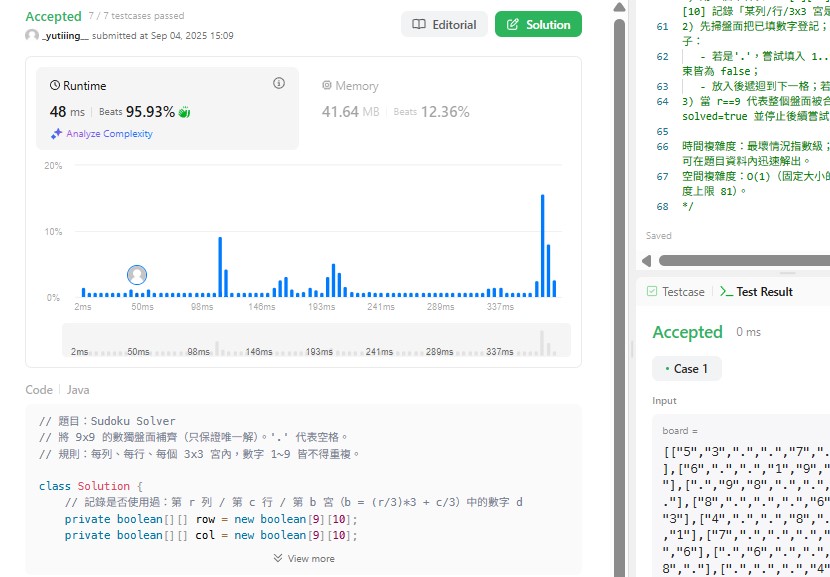 Accepted 7 / 7 testcases passed
_yutiiing_ submitted at Sep 04, 2025 15:09
Editorial
Solution
Runtime
48 ms | Beats 95.93%
Analyze Complexity
Memory
41.64 MB | Beats 12.36%
20%
10%
0%
2ms 50ms 98ms 146ms 193ms 241ms 289ms 337ms
2ms 50ms 98ms 146ms 193ms 241ms 289ms 337ms
Code | Java
// 題目：Sudoku Solver
// 將 9x9 的數獨盤面補齊（只保證唯一解）。'.' 代表空格。
// 規則：每列、每行、每個 3x3 宮內，數字 1~9 皆不得重複。
class Solution {
// 記錄是否使用過：第 r 列 / 第 c 行 / 第 b 宮（b = (r/3)*3 + c/3）中的數字 d
private boolean[][] row = new boolean[9][10];
private boolean[][] col = new boolean[9][10];
View more
[10] 記錄「某列/行/3x3 宮是
61 2) 先掃盤面把已填數字登記；
子：
62 - 若是'.'，嘗試填入 1..
束皆為 false；
63 - 放入後遞迴到下一格；若
64 3) 當 r==9 代表整個盤面被合
solved=true 並停止後續嘗試
65
66 時間複雜度：最壞情況指數級；
可在題目資料內迅速解出。
67 空間複雜度：O(1)（固定大小的
度上限 81）。
68 */
Saved
Testcase | Test Result
Accepted 0 ms
• Case 1
Input
board =
[["5","3",".",".","7",".
],["6",".",".","1","9","
"],[".","9","8",".",".",
."],["8",".",".",".","6"
"3"],["4",".",".","8",".
,"1"],["7",".",".",".",
,"6"],[".","6",".",".",
8","."],[".",".",".","4"